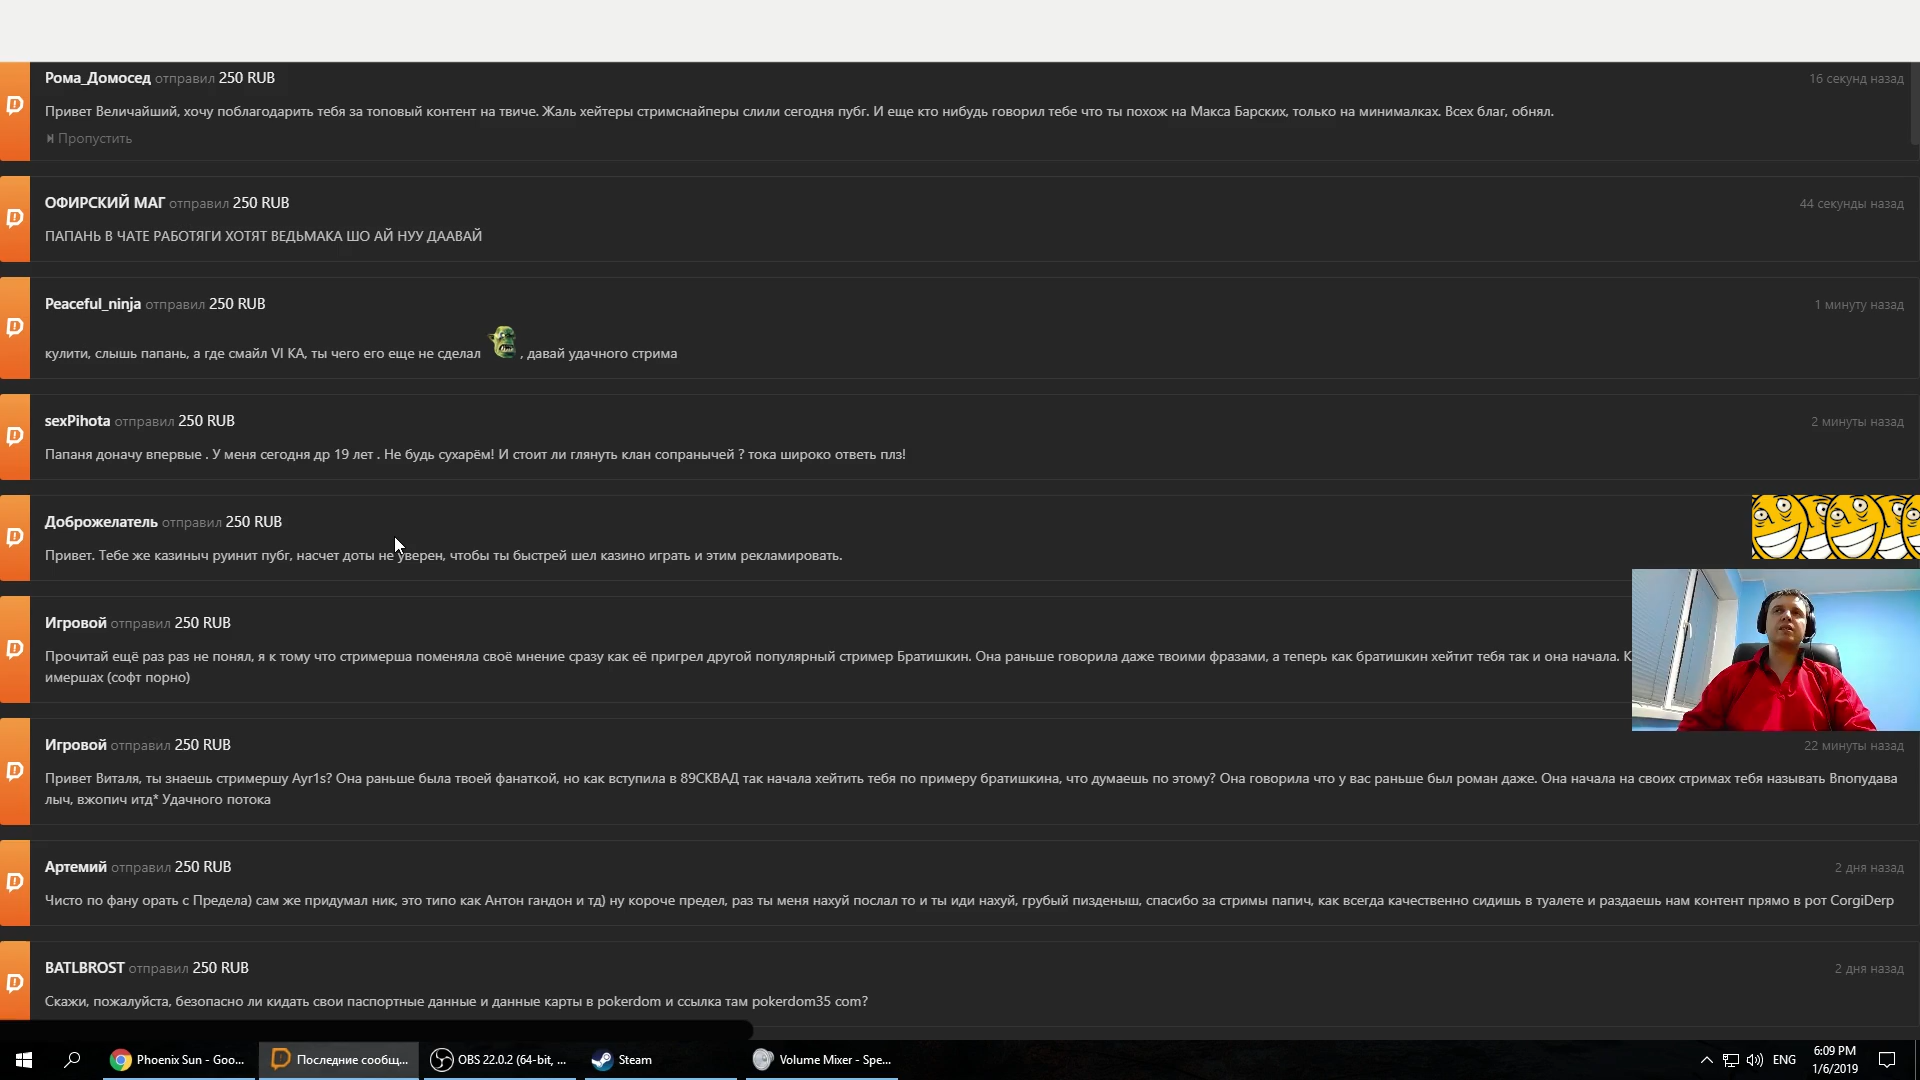 Рома_Домосед отправил 250 RUB 16 секунд назад
Привет Величайший, хочу поблагодарить тебя за топовый контент на твиче. Жаль хейтеры стримснайперы слили сегодня пубг. И еще кто нибудь говорил тебе что ты похож на Макса Барских, только на минималках. Всех благ, обнял.
Пропустить
ОФИРСКИЙ МАГ отправил 250 RUB 44 секунды назад
ПАПАНЬ В ЧАТЕ РАБОТЯГИ ХОТЯТ ВЕДЬМАКА ШО АЙ НУУ ДААВАЙ
Peaceful_ninja отправил 250 RUB 1 минуту назад
кулити, слышь папань, а где смайл VI КА, ты чего его еще не сделал , давай удачного стрима
sexPihota отправил 250 RUB 2 минуты назад
Папаня доначу впервые . У меня сегодня др 19 лет . Не будь сухарём! И стоит ли глянуть клан сопранычей ? тока широко ответь плз!
Доброжелатель отправил 250 RUB
Привет. Тебе же казиныч руинит пубг, насчет доты не уверен, чтобы ты быстрей шел казино играть и этим рекламировать.
Игровой отправил 250 RUB
Прочитай ещё раз раз не понял, я к тому что стримерша поменяла своё мнение сразу как её пригрел другой популярный стример Братишкин. Она раньше говорила даже твоими фразами, а теперь как братишкин хейтит тебя так и она начала.
имершах (софт порно)
Игровой отправил 250 RUB 22 минуты назад
Привет Виталя, ты знаешь стримершу Ayr1s? Она раньше была твоей фанаткой, но как вступила в 89СКВАД так начала хейтить тебя по примеру братишкина, что думаешь по этому? Она говорила что у вас раньше был роман даже. Она начала на своих стримах тебя называть Впопудава
лыч, вжопич итд* Удачного потока
Артемий отправил 250 RUB 2 дня назад
Чисто по фану орать с Предела) сам же придумал ник, это типо как Антон гандон и тд) ну короче предел, раз ты меня нахуй послал то и ты иди нахуй, грубый пизденыш, спасибо за стримы папич, как всегда качественно сидишь в туалете и раздаешь нам контент прямо в рот CorgiDerp
BATLBROST отправил 250 RUB 2 дня назад
Скажи, пожалуйста, безопасно ли кидать свои паспортные данные и данные карты в pokerdom и ссылка там pokerdom35 com?
Phoenix Sun - Goo... Последние сообщ... OBS 22.0.2 (64-bit, ... Steam Volume Mixer - Spe... ENG 6:09 PM
1/6/2019